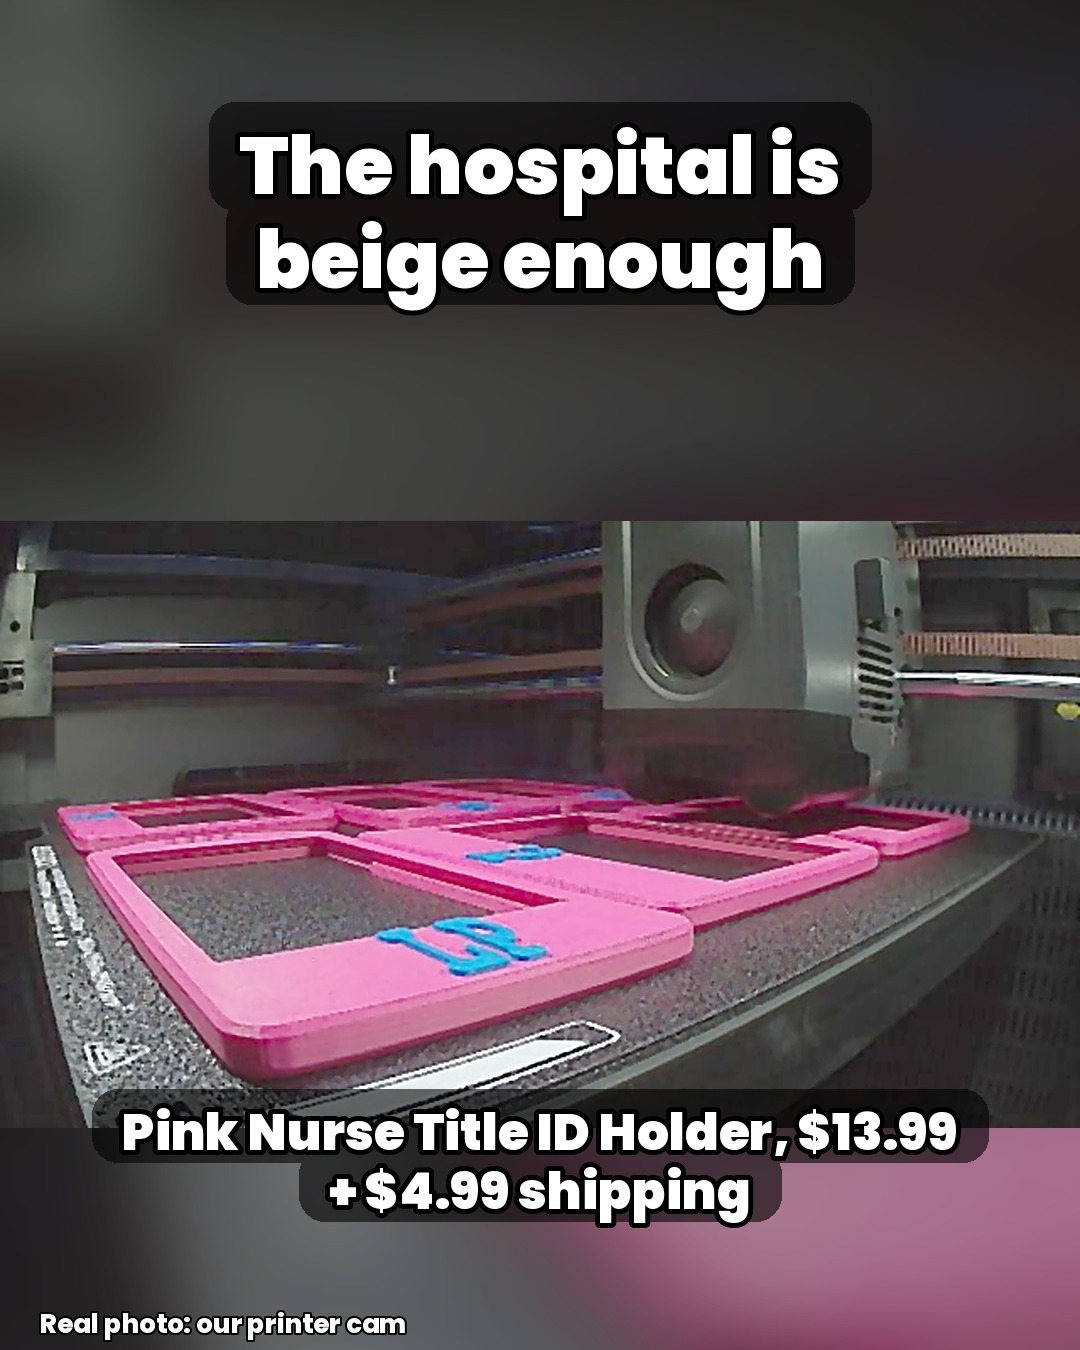 The hospital is
beige enough
Pink Nurse Title ID Holder, $13.99
+ $4.99 shipping
Real photo: our printer cam